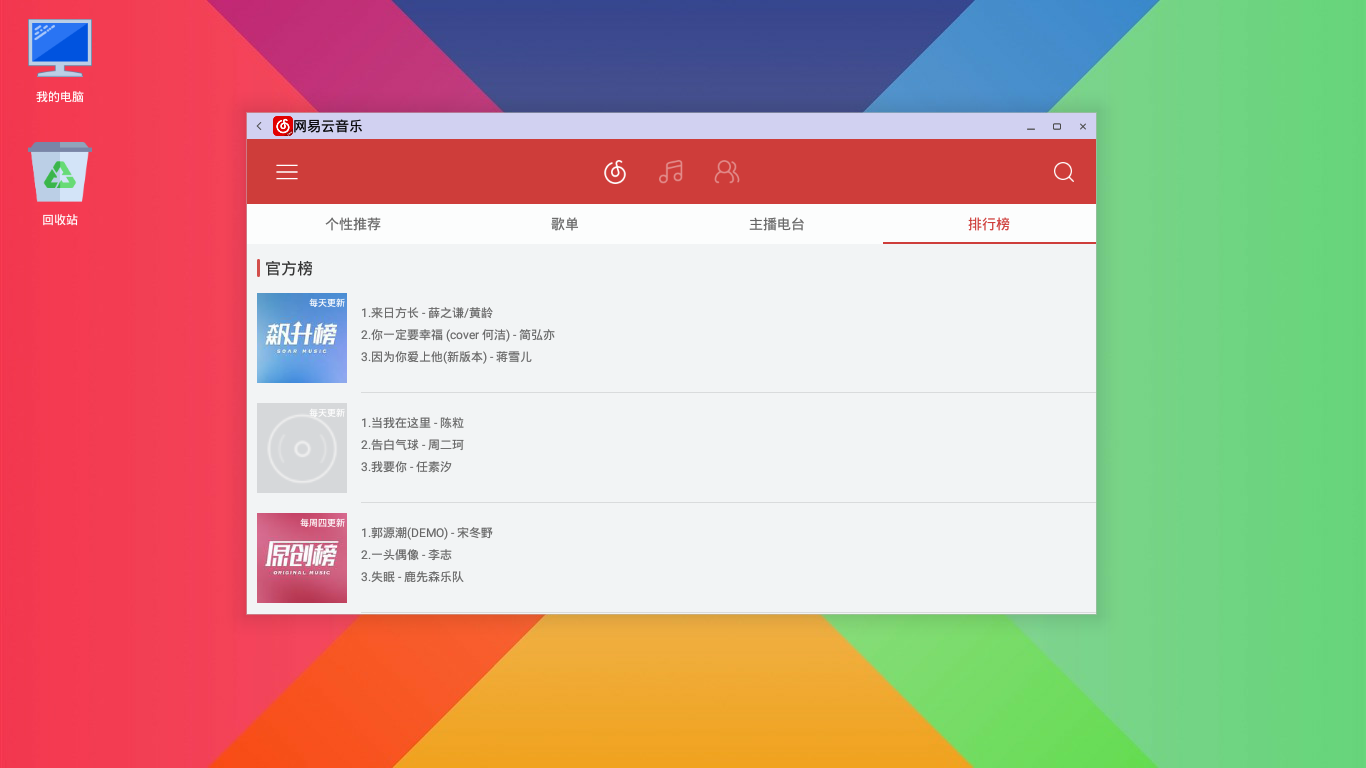 我的电脑
回收站
网易云音乐
个性推荐
歌单
主播电台
排行榜
官方榜
每天更新
飙升榜
SOAR MUSIC
1.来日方长 - 薛之谦/黄龄
2.你一定要幸福 (cover 何洁) - 简弘亦
3.因为你爱上他(新版本) - 蒋雪儿
每天更新
1.当我在这里 - 陈粒
2.告白气球 - 周二珂
3.我要你 - 任素汐
每周四更新
原创榜
ORIGINAL MUSIC
1.郭源潮(DEMO) - 宋冬野
2.一头偶像 - 李志
3.失眠 - 鹿先森乐队